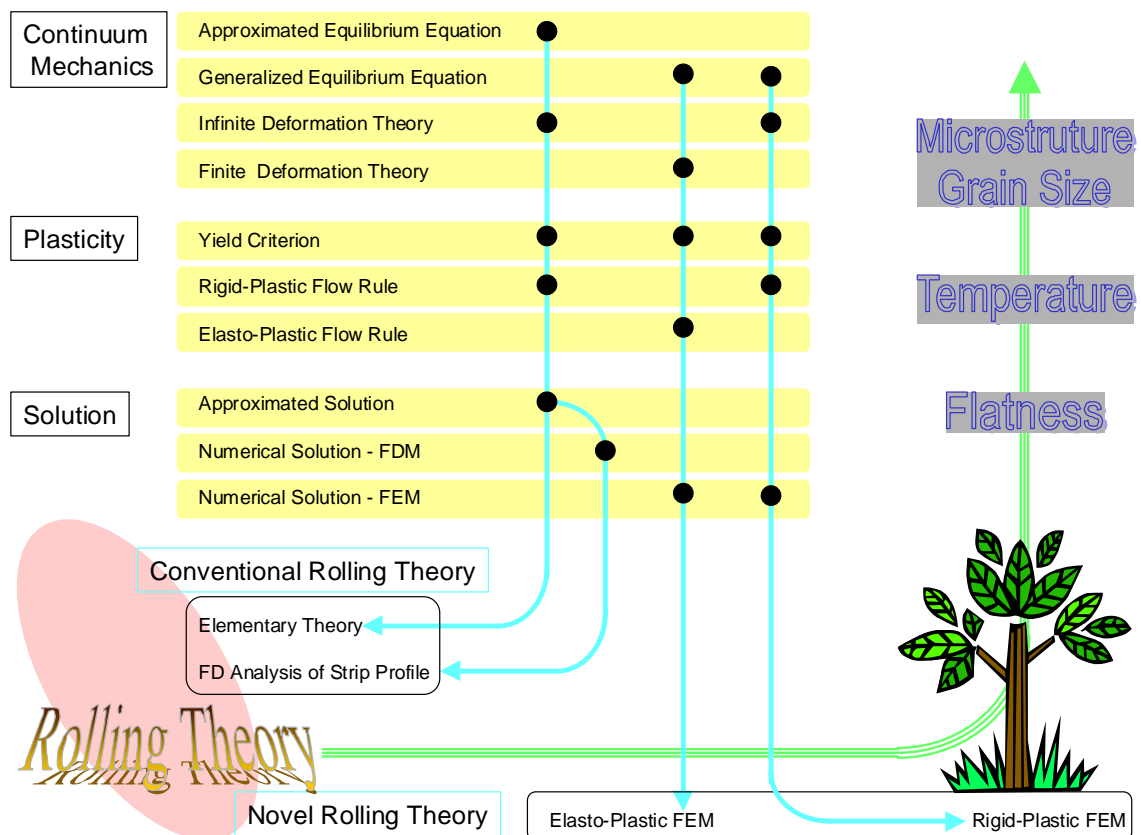 Continuum
Mechanics
Approximated Equilibrium Equation
Generalized Equilibrium Equation
Infinite Deformation Theory
Finite Deformation Theory
Plasticity
Yield Criterion
Rigid-Plastic Flow Rule
Elasto-Plastic Flow Rule
Solution
Approximated Solution
Numerical Solution - FDM
Numerical Solution - FEM
Microstruture
Grain Size
Temperature
Flatness
Conventional Rolling Theory
Elementary Theory
FD Analysis of Strip Profile
Rolling Theory
Novel Rolling Theory
Elasto-Plastic FEM
Rigid-Plastic FEM